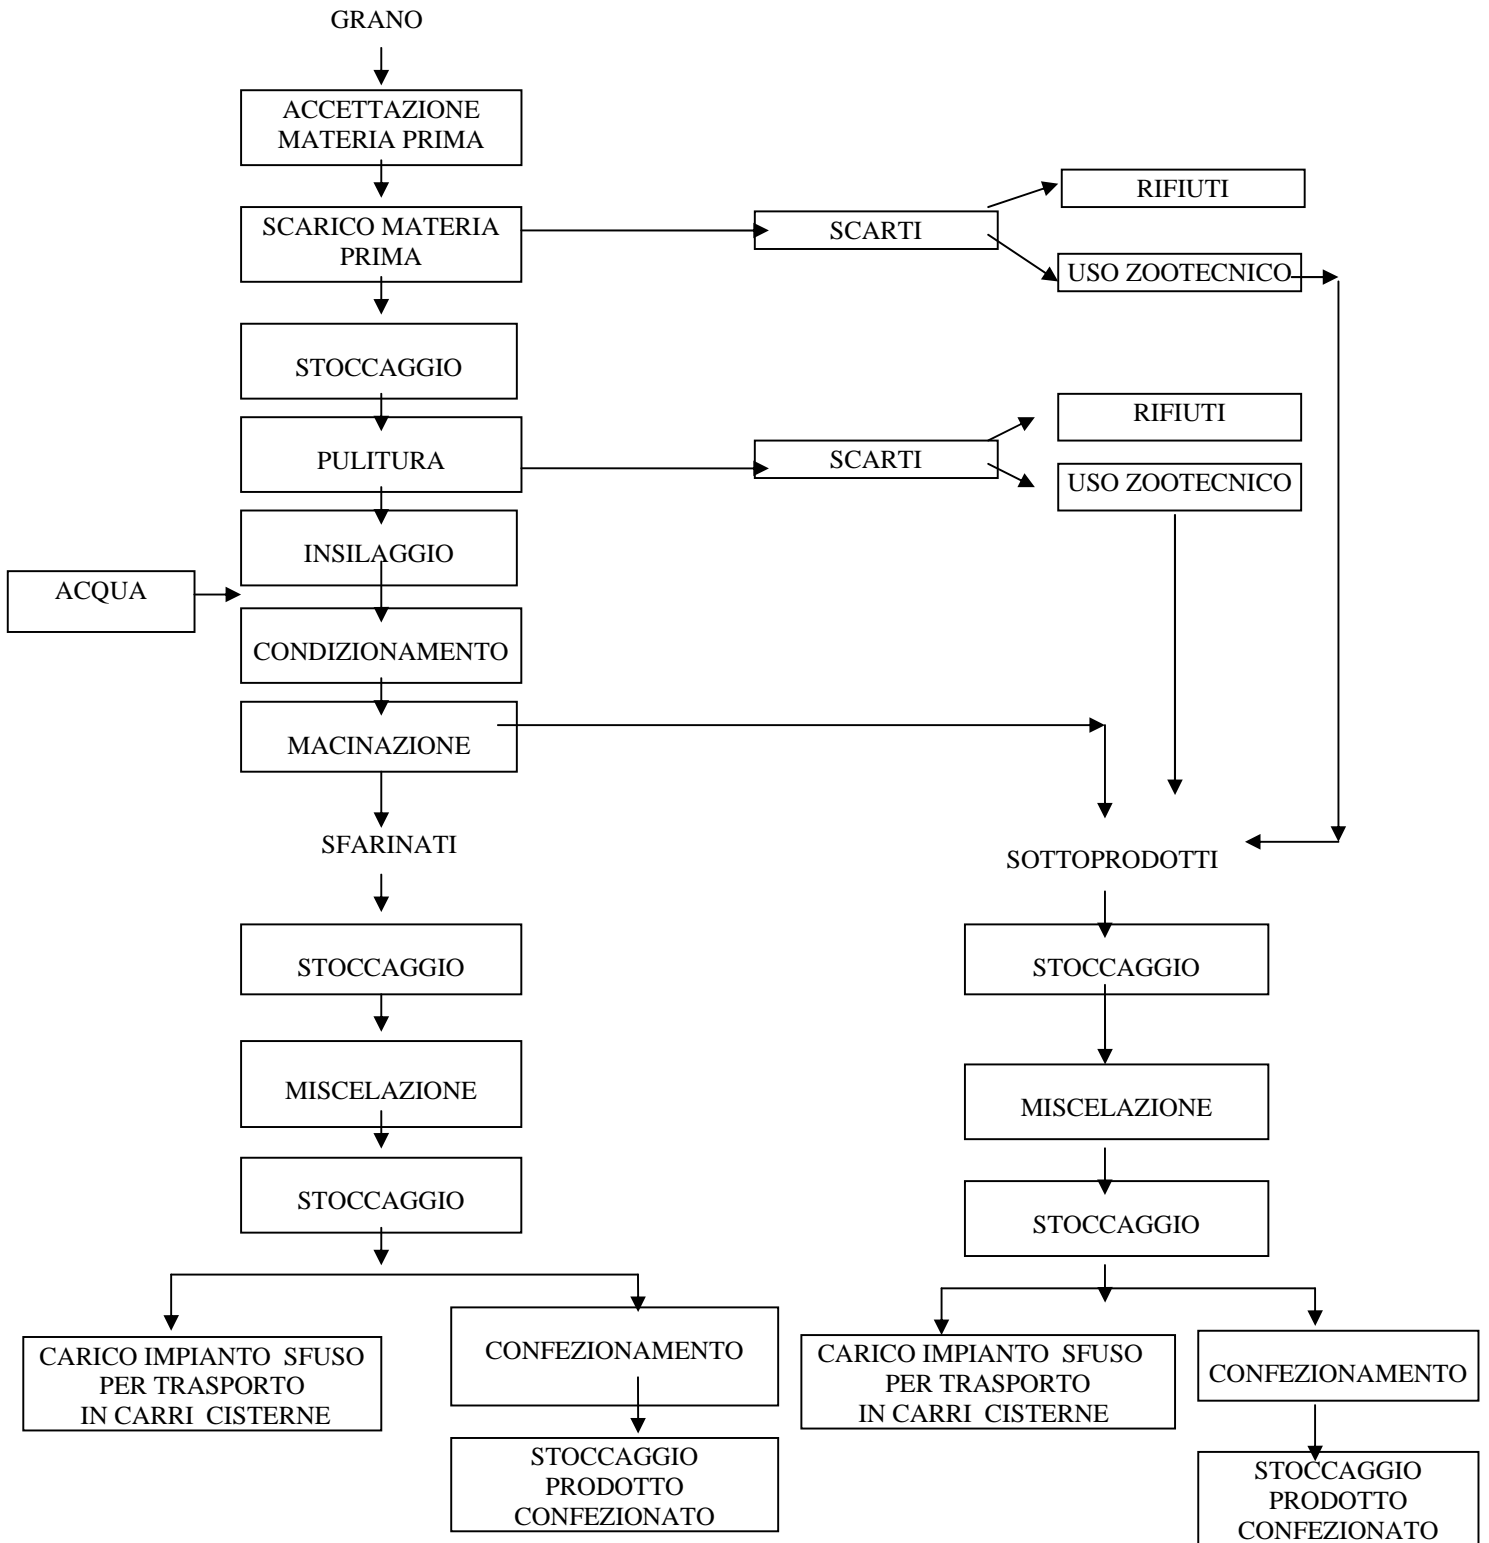 GRANO
ACCETTAZIONE
MATERIA PRIMA
SCARICO MATERIA
PRIMA
SCARTI
RIFIUTI
USO ZOOTECNICO
STOCCAGGIO
PULITURA
SCARTI
RIFIUTI
USO ZOOTECNICO
INSILAGGIO
ACQUA
CONDIZIONAMENTO
MACINAZIONE
SFARINATI
SOTTOPRODOTTI
STOCCAGGIO
MISCELAZIONE
STOCCAGGIO
CARICO IMPIANTO SFUSO
PER TRASPORTO
IN CARRI CISTERNE
CONFEZIONAMENTO
STOCCAGGIO
PRODOTTO
CONFEZIONATO
STOCCAGGIO
MISCELAZIONE
STOCCAGGIO
CARICO IMPIANTO SFUSO
PER TRASPORTO
IN CARRI CISTERNE
CONFEZIONAMENTO
STOCCAGGIO
PRODOTTO
CONFEZIONATO